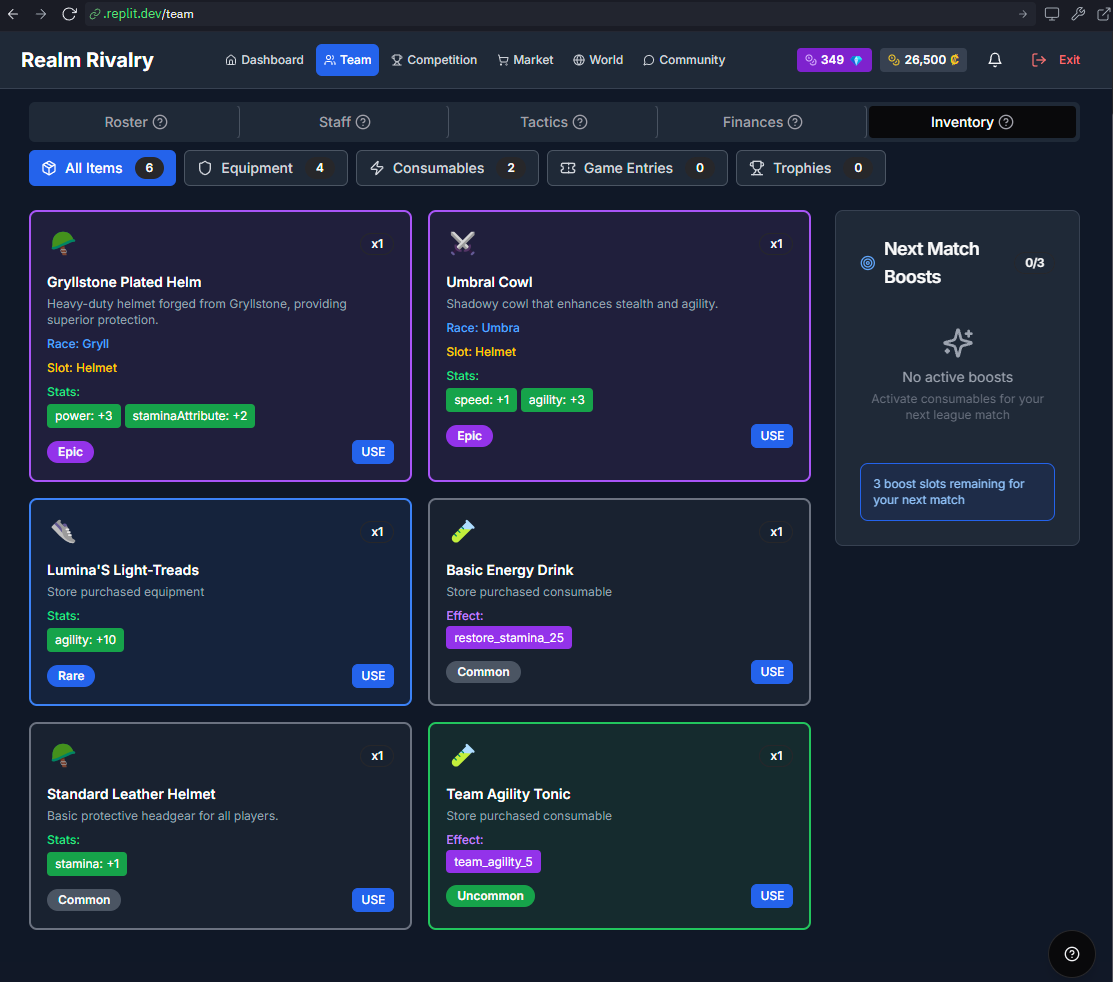 .replit.dev/team
Realm Rivalry
Dashboard
Team
Competition
Market
World
Community
349
26,500
Exit
Roster
Staff
Tactics
Finances
Inventory
All Items 6
Equipment 4
Consumables 2
Game Entries 0
Trophies 0
x1
Gryllstone Plated Helm
Heavy-duty helmet forged from Gryllstone, providing
superior protection.
Race: Gryll
Slot: Helmet
Stats:
power: +3 staminaAttribute: +2
Epic
USE
x1
Umbral Cowl
Shadowy cowl that enhances stealth and agility.
Race: Umbra
Slot: Helmet
Stats:
speed: +1 agility: +3
Epic
USE
Next Match
Boosts
0/3
No active boosts
Activate consumables for your
next league match
3 boost slots remaining for
your next match
x1
Lumina'S Light-Treads
Store purchased equipment
Stats:
agility: +10
Rare
USE
x1
Basic Energy Drink
Store purchased consumable
Effect:
restore_stamina_25
Common
USE
x1
Standard Leather Helmet
Basic protective headgear for all players.
Stats:
stamina: +1
Common
USE
x1
Team Agility Tonic
Store purchased consumable
Effect:
team_agility_5
Uncommon
USE